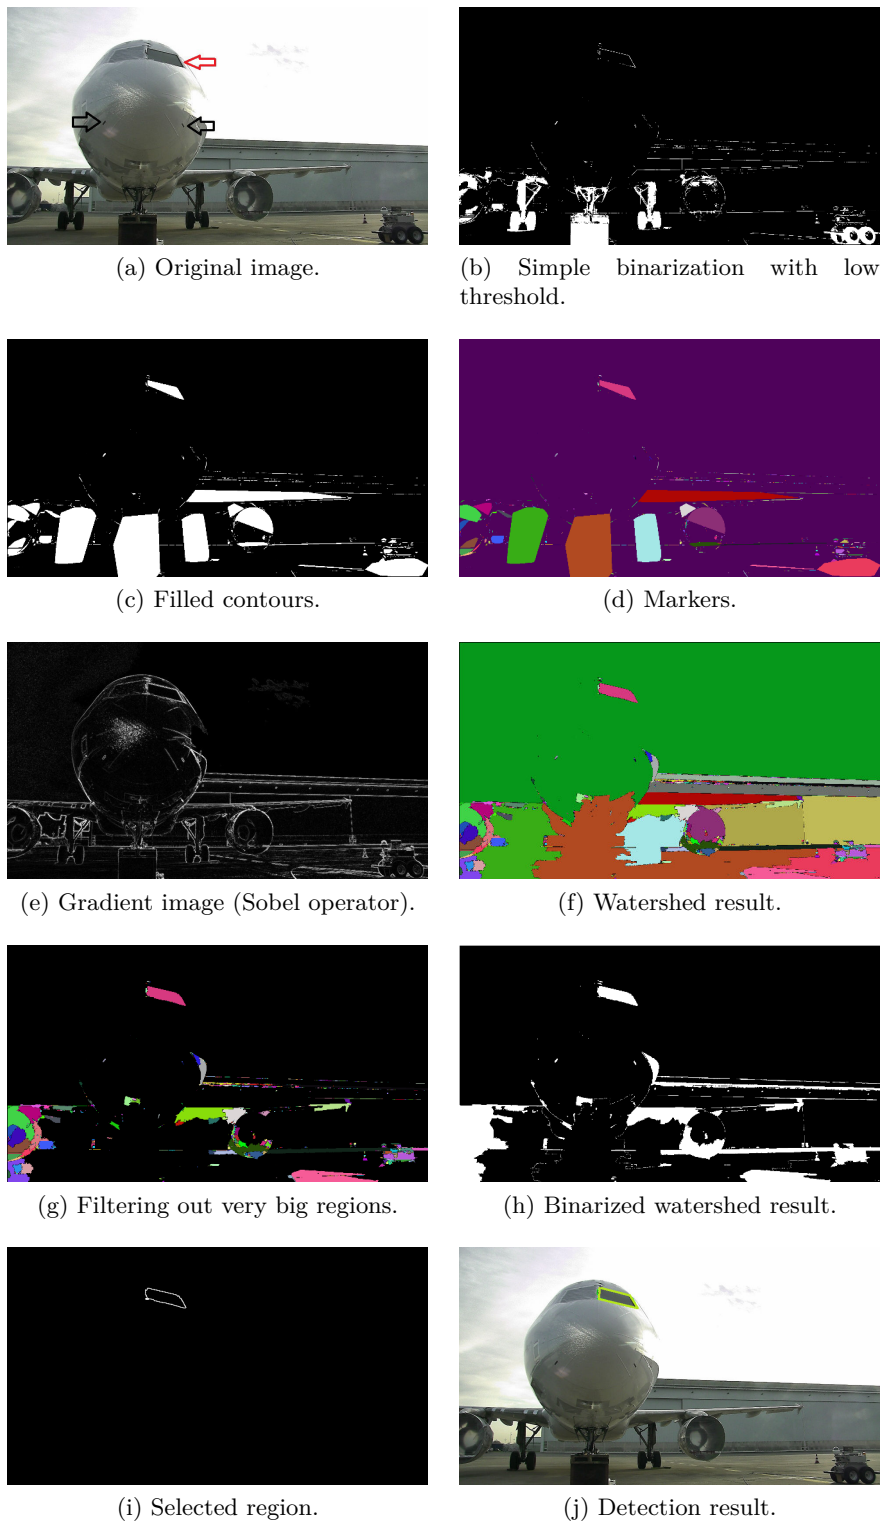 (a) Original image.
(b) Simple binarization with low
threshold.
(c) Filled contours.
(d) Markers.
(e) Gradient image (Sobel operator).
(f) Watershed result.
(g) Filtering out very big regions.
(h) Binarized watershed result.
(i) Selected region.
(j) Detection result.